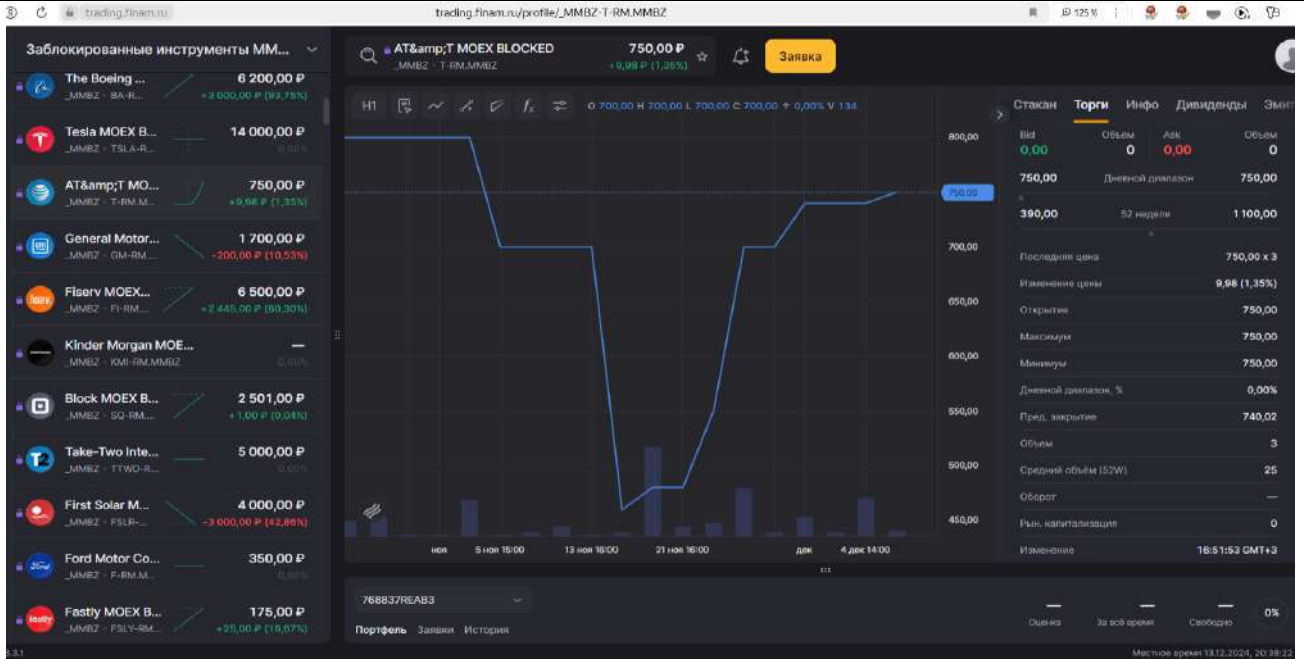 trading.finam.ru
trading.finam.ru/profile/_MMBZ-T-RM.MMBZ
125 %
Заблокированные инструменты MM...
The Boeing ...
6 200,00 ₽
_MMBZ · BA-R...
+3 000,00 ₽ (93,75%)
Tesla MOEX B...
14 000,00 ₽
_MMBZ · TSLA-R...
0,00%
AT&amp;T MO...
750,00 ₽
_MMBZ · T-RM.M...
+9,98 ₽ (1,35%)
General Motor...
1 700,00 ₽
_MMBZ · GM-RM....
-200,00 ₽ (10,53%)
Fiserv MOEX...
6 500,00 ₽
_MMBZ · FI-RM....
+2 445,00 ₽ (60,30%)
Kinder Morgan MOE...
—
_MMBZ · KMI-RM.MMBZ
0,00%
Block MOEX B...
2 501,00 ₽
_MMBZ · SQ-RM....
+1,00 ₽ (0,04%)
Take-Two Inte...
5 000,00 ₽
_MMBZ · TTWO-R...
0,00%
First Solar M...
4 000,00 ₽
_MMBZ · FSLR-...
-3 000,00 ₽ (42,86%)
Ford Motor Co...
350,00 ₽
_MMBZ · F-RM.M...
0,00%
Fastly MOEX B...
175,00 ₽
_MMBZ · FSLY-RM...
+25,00 ₽ (16,67%)
AT&amp;T MOEX BLOCKED
750,00 ₽
_MMBZ · T-RM.MMBZ
+9,98 ₽ (1,35%)
Заявка
H1
O 700,00 H 700,00 L 700,00 C 700,00 + 0,00% V 134
800,00
750,00
700,00
650,00
600,00
550,00
500,00
450,00
ноя
5 ноя 15:00
13 ноя 16:00
21 ноя 16:00
дек
4 дек 14:00
Стакан Торги Инфо Дивиденды Эмит
Bid Объем Ask Объем
0,00 0 0,00 0
750,00 Дневной диапазон 750,00
390,00 52 недели 1 100,00
Последняя цена 750,00 x 3
Изменение цены 9,98 (1,35%)
Открытие 750,00
Максимум 750,00
Минимум 750,00
Дневной диапазон, % 0,00%
Пред. закрытие 740,02
Объем 3
Средний объём (52W) 25
Оборот —
Рын. капитализация 0
Изменение 16:51:53 GMT+3
768837REAB3
Портфель Заявки История
— — — 0%
Оценка За всё время Свободно
3.3.1
Местное время 13.12.2024, 20:38:22